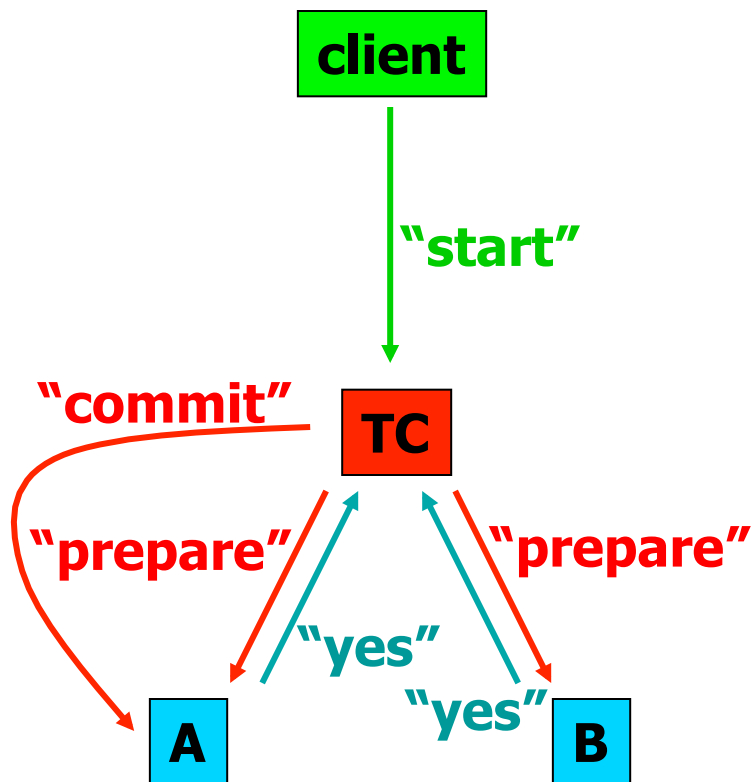 client
“start”
“commit”
TC
“prepare”
“prepare”
“yes”
“yes”
A
B